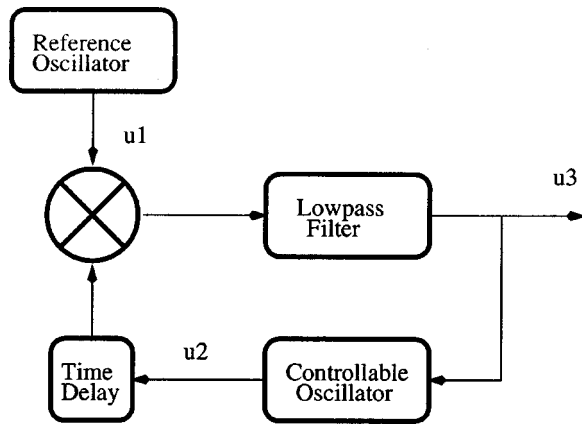 Reference
Oscillator
u1
u3
Lowpass
Filter
u2
Time
Delay
Controllable
Oscillator